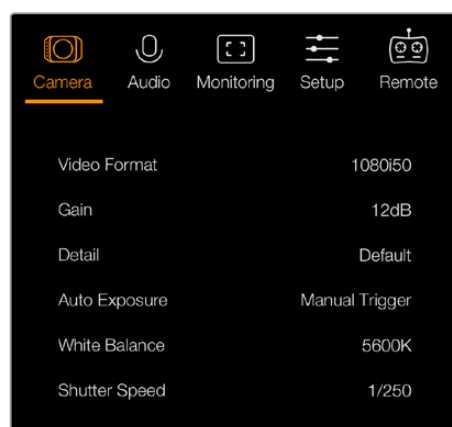 Camera Audio Monitoring Setup Remote
Video Format 1080i50
Gain 12dB
Detail Default
Auto Exposure Manual Trigger
White Balance 5600K
Shutter Speed 1/250